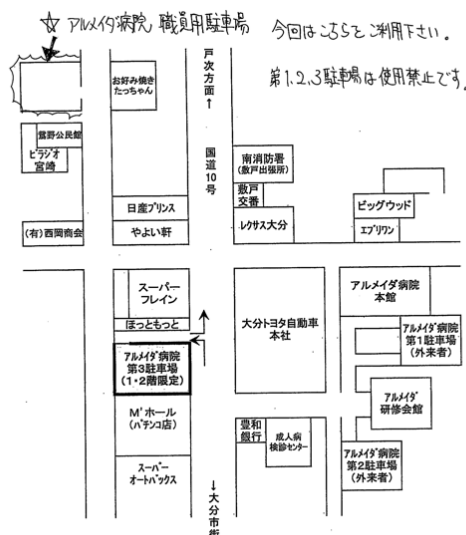 ☆ アルメイダ病院 職員用駐車場
今回はこちらをご利用下さい。
第1.2.3駐車場は使用禁止です。
お好み焼き
たっちゃん
戸次方面→
国道10号
鴛野公民館
ビラジオ
宮崎
南消防署
(敷戸出張所)
敷戸
交番
レクサス大分
ビッグウッド
エブリワン
日産プリンス
やよい軒
(有)西岡商会
スーパー
フレイン
ほっともっと
アルメイダ病院
第3駐車場
(1・2階限定)
M'ホール
(パチンコ店)
スーパー
オートバックス
大分トヨタ自動車
本社
アルメイダ病院
本館
アルメイダ病院
第1駐車場
(外来者)
アルメイダ
研修会館
アルメイダ病院
第2駐車場
(外来者)
豊和
銀行
成人病
検診センター
←大分市街